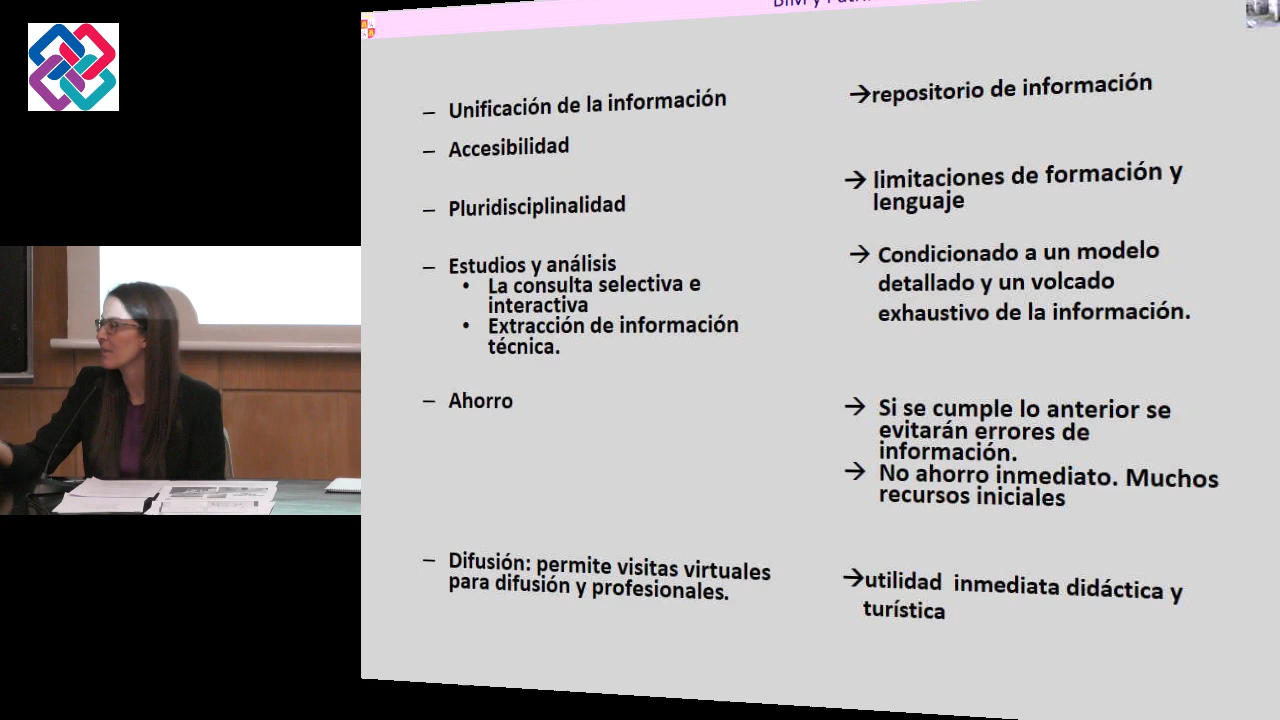 BIM y
– Unificación de la información
→repositorio de información
– Accesibilidad
– Pluridisciplinalidad
→ limitaciones de formación y
lenguaje
– Estudios y análisis
• La consulta selectiva e
interactiva
• Extracción de información
técnica.
→ Condicionado a un modelo
detallado y un volcado
exhaustivo de la información.
– Ahorro
→ Si se cumple lo anterior se
evitarán errores de
información.
→ No ahorro inmediato. Muchos
recursos iniciales
– Difusión: permite visitas virtuales
para difusión y profesionales.
→utilidad inmediata didáctica y
turística